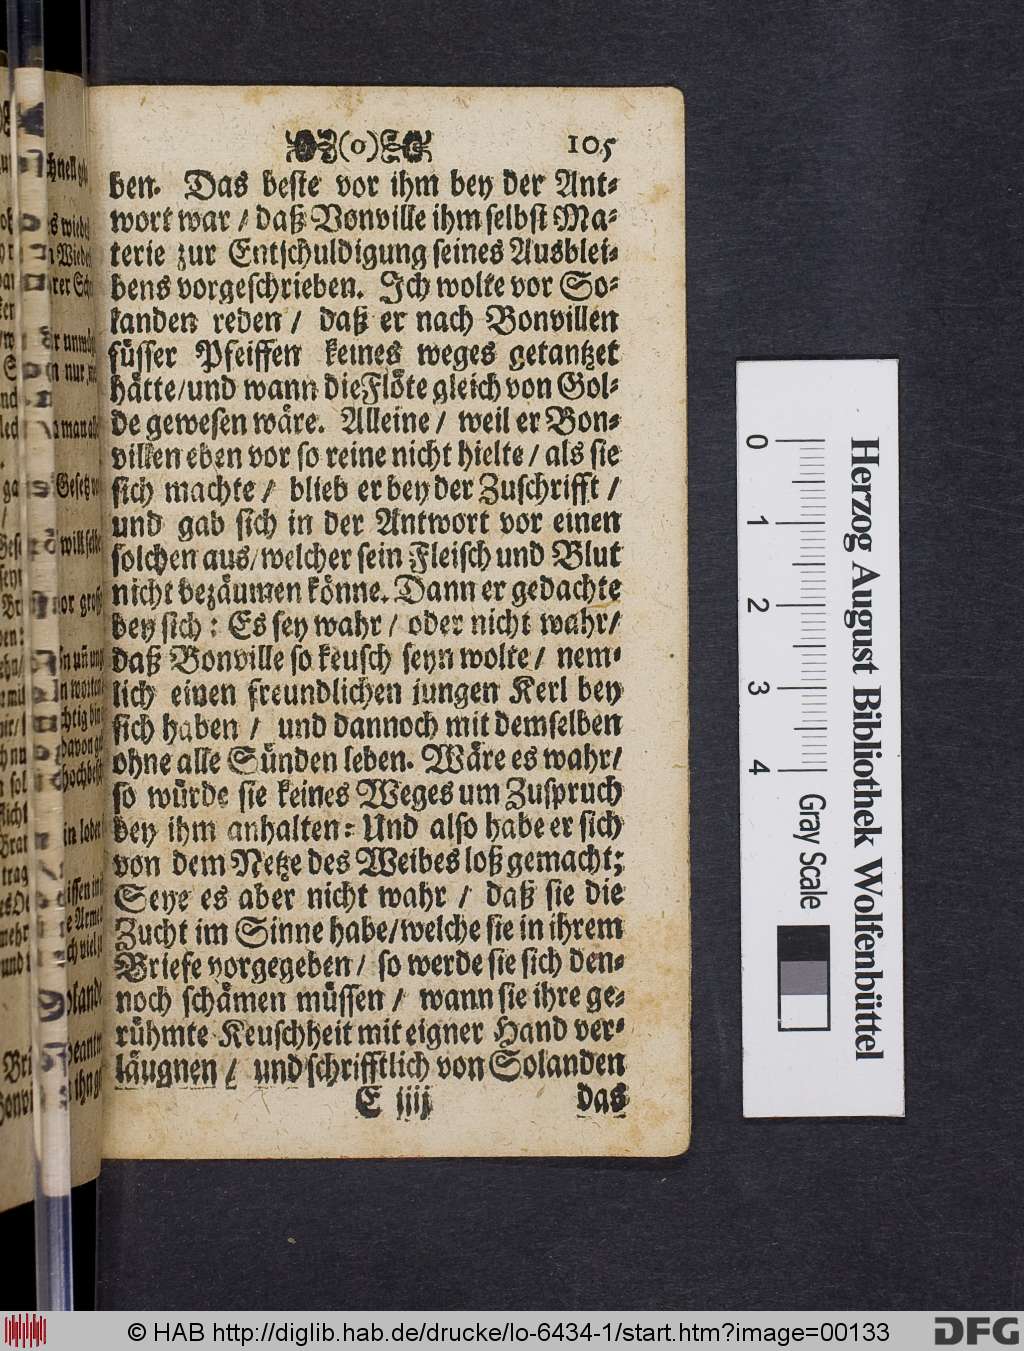 (o) 105
ben. Das beſte vor ihm bey der Ant⸗
wort war / daß Bonville ihm ſelbſt Ma⸗
terie zur Entſchuldigung ſeines Ausblei⸗
bens vorgeſchrieben. Ich wolte vor So⸗
landen reden / daß er nach Bonvillen
ſüſſer Pfeiffen keines weges getantzet
hätte / und wann die Flöte gleich von Gol⸗
de geweſen wäre. Alleine / weil er Bon⸗
villen eben vor ſo reine nicht hielte / als ſie
ſich machte / blieb er bey der Zuſchrifft /
und gab ſich in der Antwort vor einen
ſolchen aus / welcher ſein Fleiſch und Blut
nicht bezäumen könne. Dann er gedachte
bey ſich: Es ſey wahr / oder nicht wahr /
daß Bonville ſo keuſch ſeyn wolte / nem⸗
lich einen freundlichen jungen Kerl bey
ſich haben / und dannoch mit demſelben
ohne alle Sünden leben. Wäre es wahr /
ſo würde ſie keines Weges um Zuſpruch
bey ihm anhalten: Und alſo habe er ſich
von dem Netze des Weibes loß gemacht;
Seye es aber nicht wahr / daß ſie die
Zucht im Sinne habe / welche ſie in ihrem
Briefe vorgegeben / ſo werde ſie ſich den⸗
noch ſchämen müſſen / wann ſie ihre ge⸗
rühmte Keuſchheit mit eigner Hand ver⸗
läugnen / und ſchrifftlich von Solanden
E iiij das
0 1 2 3 4
Gray Scale
Herzog August Bibliothek Wolfenbüttel
© HAB http://diglib.hab.de/drucke/lo-6434-1/start.htm?image=00133
DFG